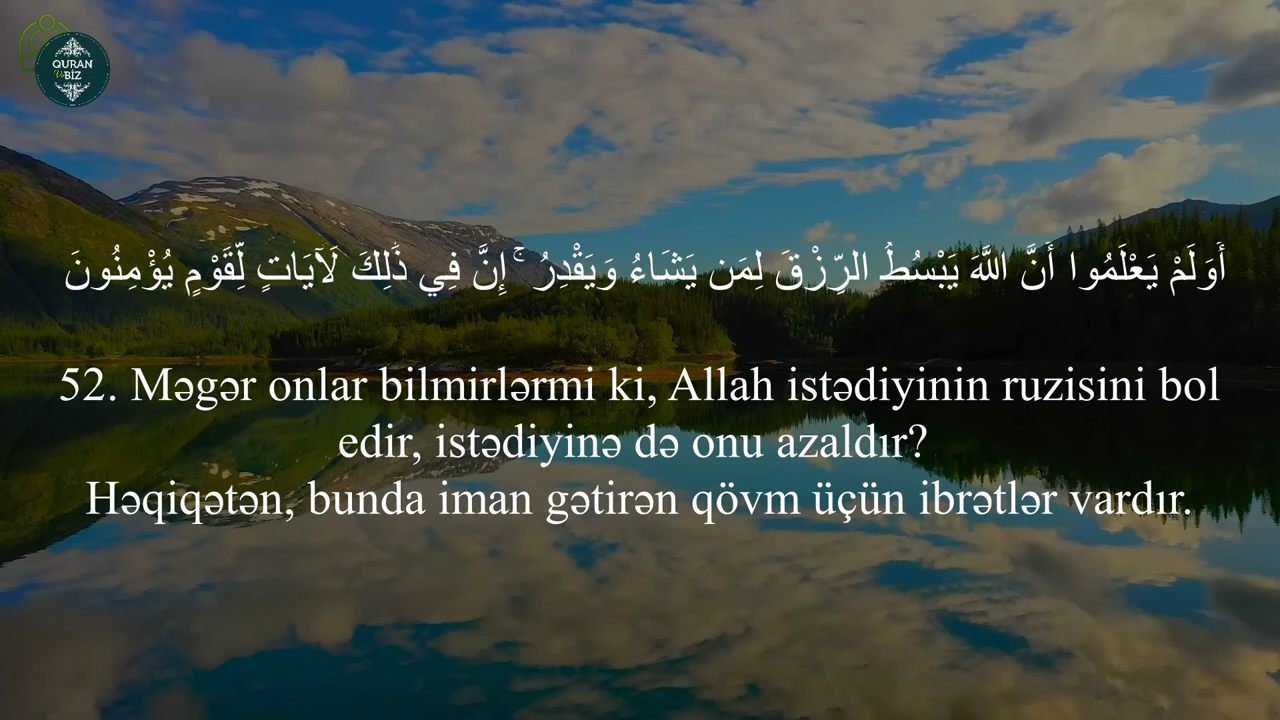 QURAN
Və BİZ
أَوَلَمْ يَعْلَمُوا أَنَّ اللَّهَ يَبْسُطُ الرِّزْقَ لِمَن يَشَاءُ وَيَقْدِرُ ۚ إِنَّ فِي ذَٰلِكَ لَآيَاتٍ لِّقَوْمٍ يُؤْمِنُونَ
52. Məgər onlar bilmirlərmi ki, Allah istədiyinin ruzisini bol
edir, istədiyinə də onu azaldır?
Həqiqətən, bunda iman gətirən qövm üçün ibrətlər vardır.